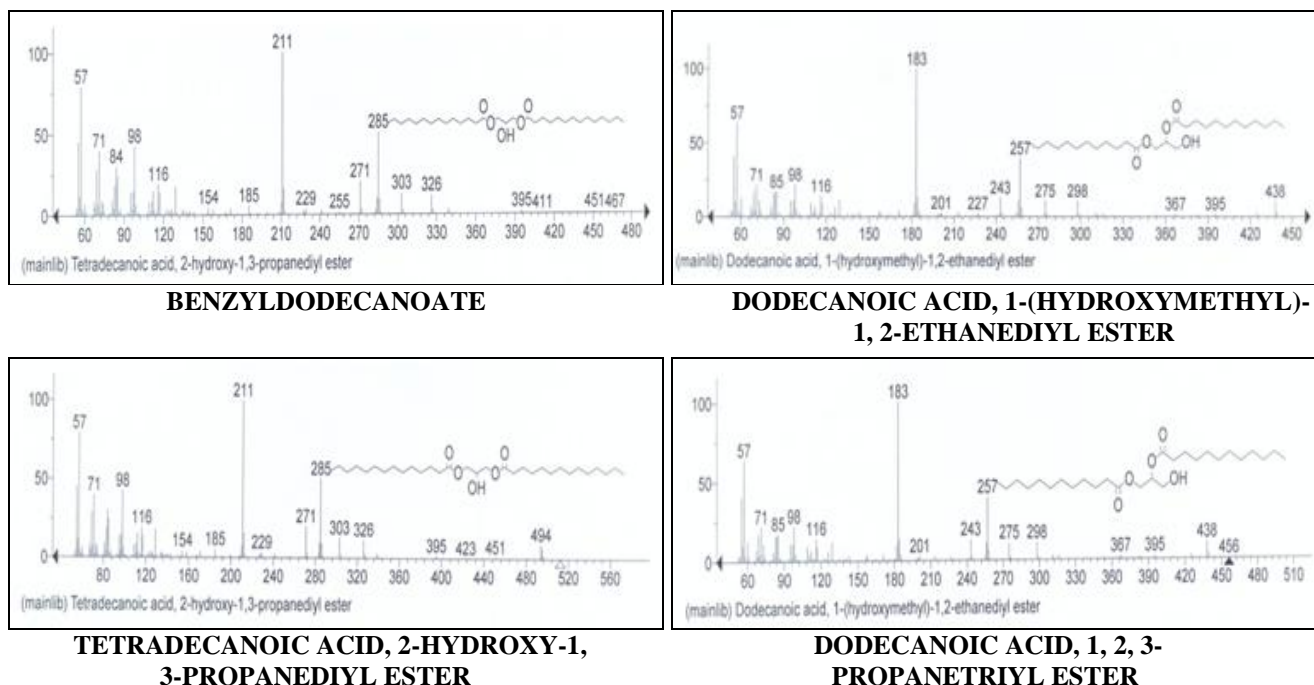 100
50
0
57
71
84
98
116
154
185
211
229
255
271
285
303
326
395
411
451
467
O
O
O
O
OH
60 90 120 150 180 210 240 270 300 330 360 390 420 450 480
(mainlib) Tetradecanoic acid, 2-hydroxy-1,3-propanediyl ester
BENZYLDODECANOATE
100
50
0
57
71
85
98
116
183
201
227
243
257
275
298
367
395
438
O
O
O
O
OH
60 90 120 150 180 210 240 270 300 330 360 390 420 450
(mainlib) Dodecanoic acid, 1-(hydroxymethyl)-1,2-ethanediyl ester
DODECANOIC ACID, 1-(HYDROXYMETHYL)-
1, 2-ETHANEDIYL ESTER
100
50
0
57
71
98
116
154
185
211
229
271
285
303
326
395
423
451
494
O
O
O
O
OH
80 120 160 200 240 280 320 360 400 440 480 520 560
(mainlib) Tetradecanoic acid, 2-hydroxy-1,3-propanediyl ester
TETRADECANOIC ACID, 2-HYDROXY-1,
3-PROPANEDIYL ESTER
100
50
0
57
71
85
98
116
183
201
243
257
275
298
367
395
438
456
O
O
O
O
OH
60 90 120 150 180 210 240 270 300 330 360 390 420 450 480 510
(mainlib) Dodecanoic acid, 1-(hydroxymethyl)-1,2-ethanediyl ester
DODECANOIC ACID, 1, 2, 3-
PROPANETRIYL ESTER